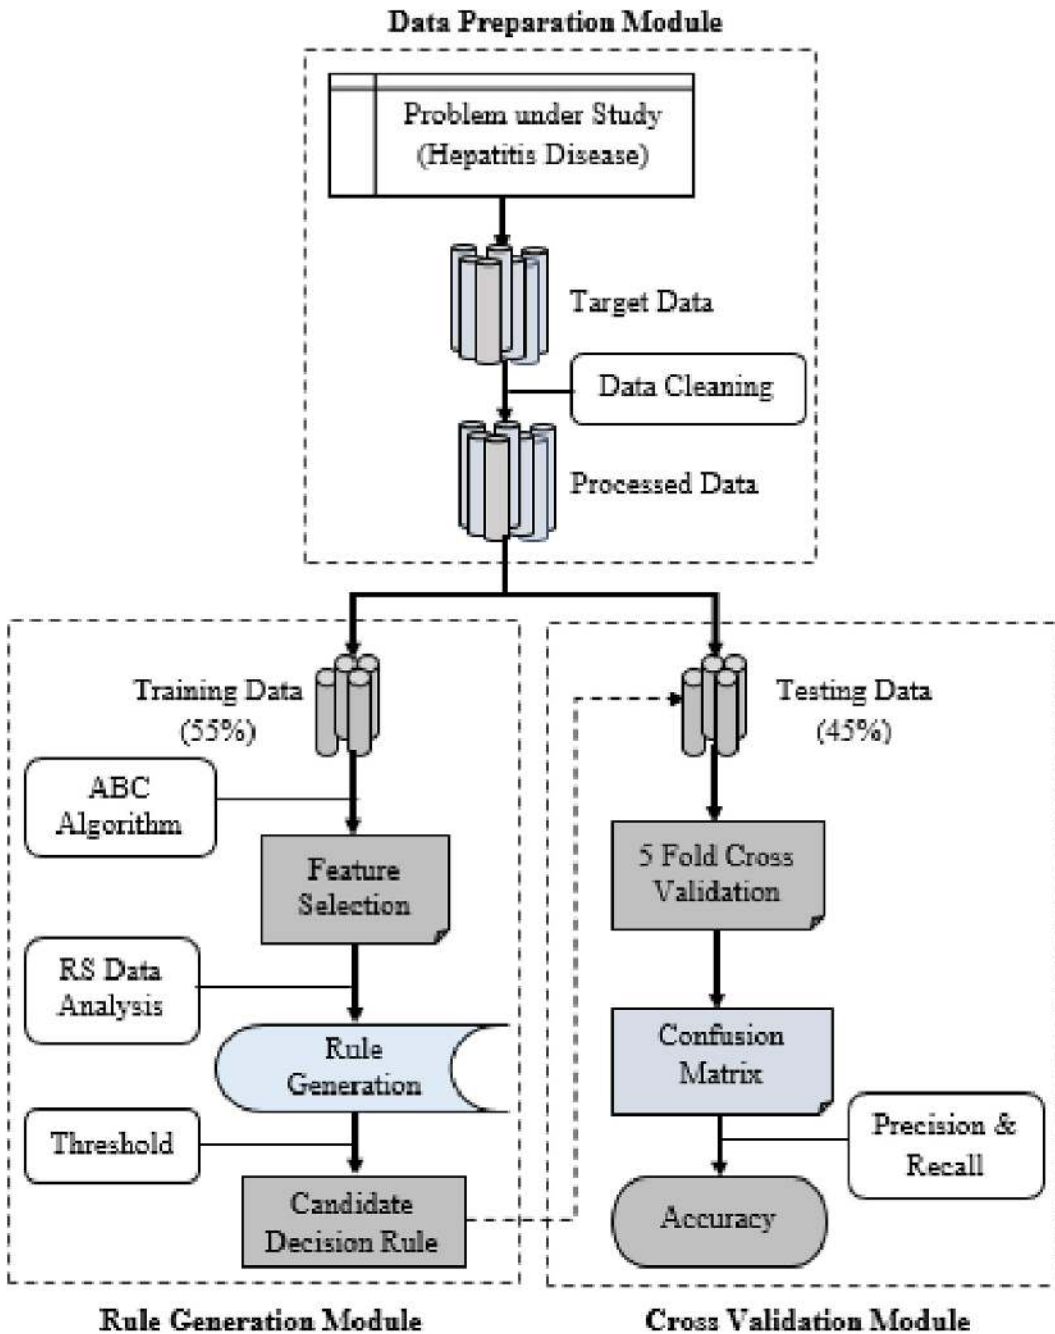 Data Preparation Module
Problem under Study
(Hepatitis Disease)
Target Data
Data Cleaning
Processed Data
Training Data
(55%)
ABC
Algorithm
Feature
Selection
RS Data
Analysis
Rule
Generation
Threshold
Candidate
Decision Rule
Rule Generation Module
Testing Data
(45%)
5 Fold Cross
Validation
Confusion
Matrix
Precision &
Recall
Accuracy
Cross Validation Module